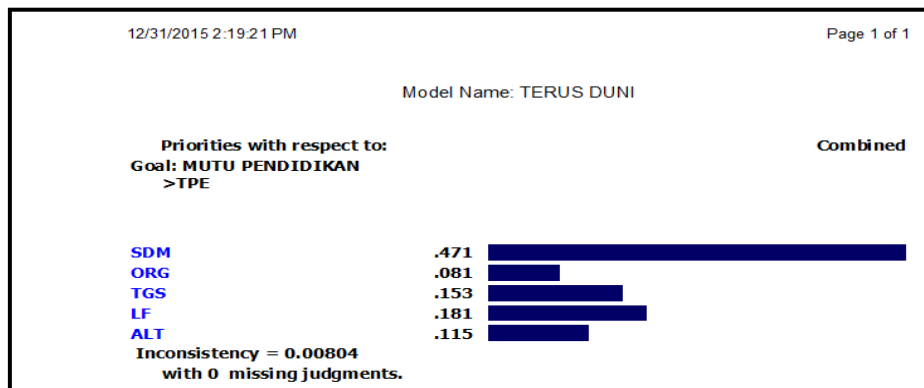 12/31/2015 2:19:21 PM Page 1 of 1
Model Name: TERUS DUNI
Priorities with respect to: Combined
Goal: MUTU PENDIDIKAN
>TPE
SDM .471
ORG .081
TGS .153
LF .181
ALT .115
Inconsistency = 0.00804
with 0 missing judgments.